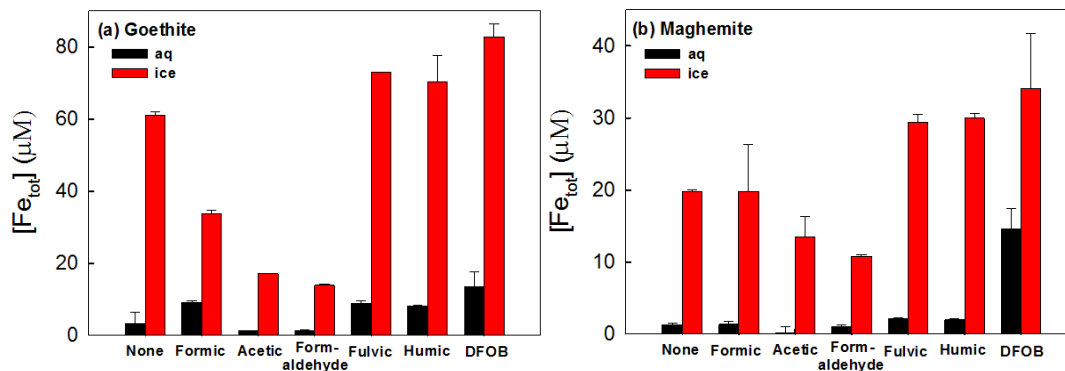 (a) Goethite
aq
ice
[Fe_tot] (µM)
80
60
40
20
0
None Formic Acetic Form-aldehyde Fulvic Humic DFOB
(b) Maghemite
aq
ice
[Fe_tot] (µM)
40
30
20
10
0
None Formic Acetic Form-aldehyde Fulvic Humic DFOB